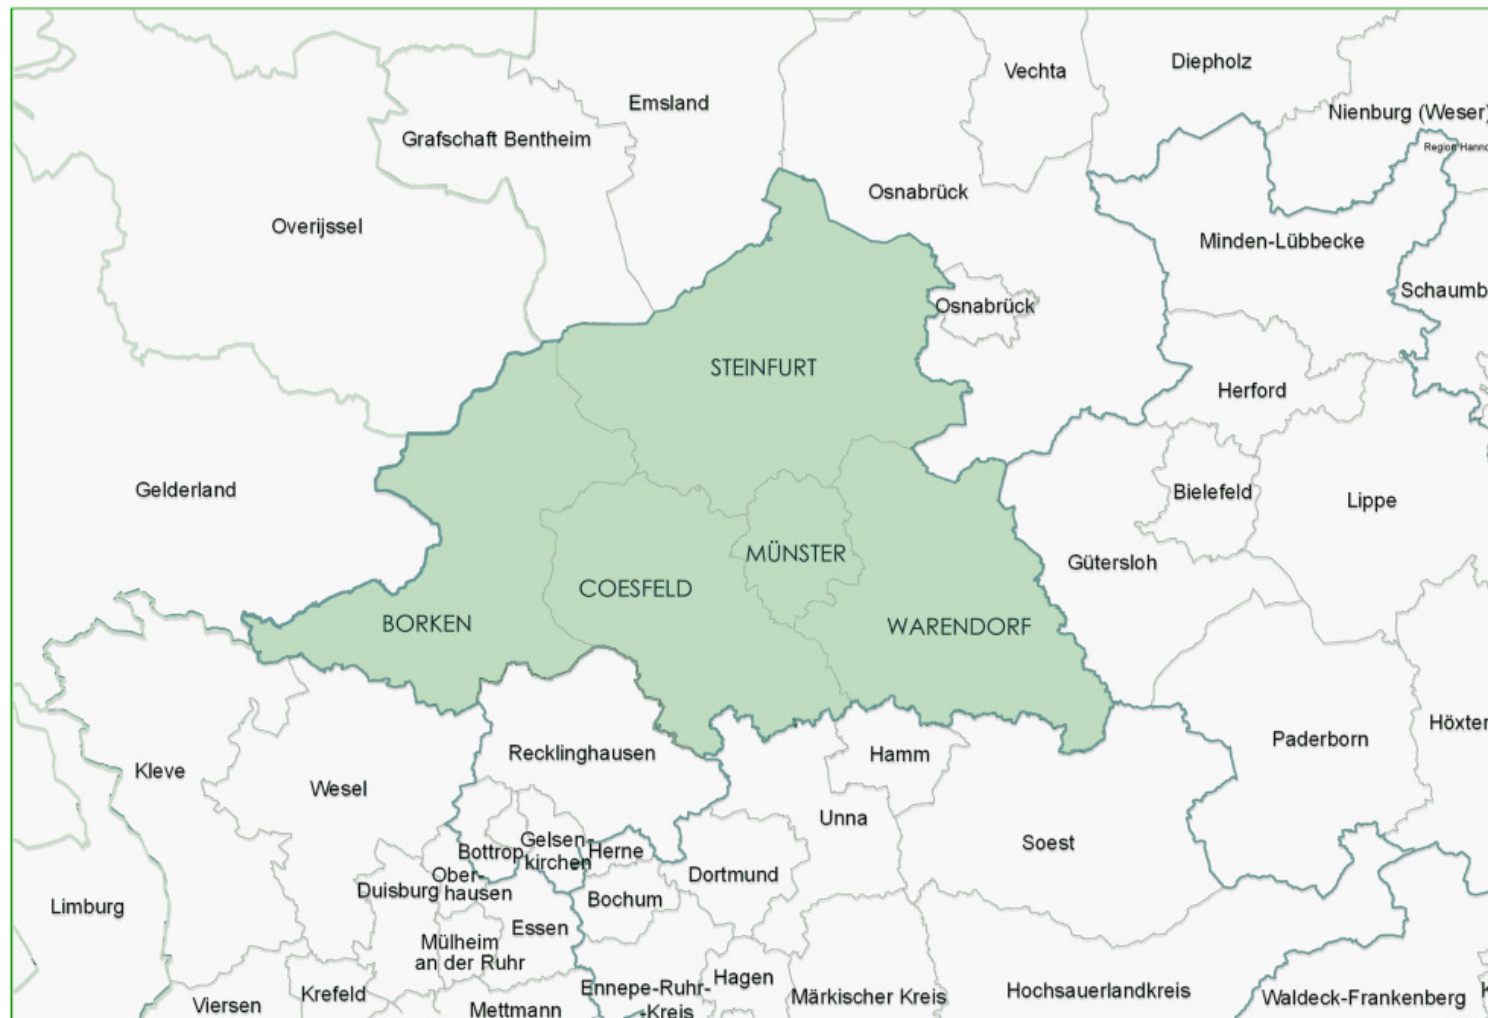 Vechta
Diepholz
Emsland
Nienburg (Weser)
Grafschaft Bentheim
Osnabrück
Overijssel
Minden-Lübbecke
Schaumb
Osnabrück
STEINFURT
Herford
Gelderland
Bielefeld
Lippe
MÜNSTER
Gütersloh
COESFELD
BORKEN
WARENDORF
Höxter
Paderborn
Recklinghausen
Hamm
Kleve
Wesel
Unna
Soest
Gelsen-
kirchen
Bottrop
Herne
Ober-
hausen
Dortmund
Duisburg
Bochum
Limburg
Essen
Mülheim
an der Ruhr
Hagen
Ennepe-Ruhr-
-Kreis
Krefeld
Viersen
Mettmann
Märkischer Kreis
Hochsauerlandkreis
Waldeck-Frankenberg